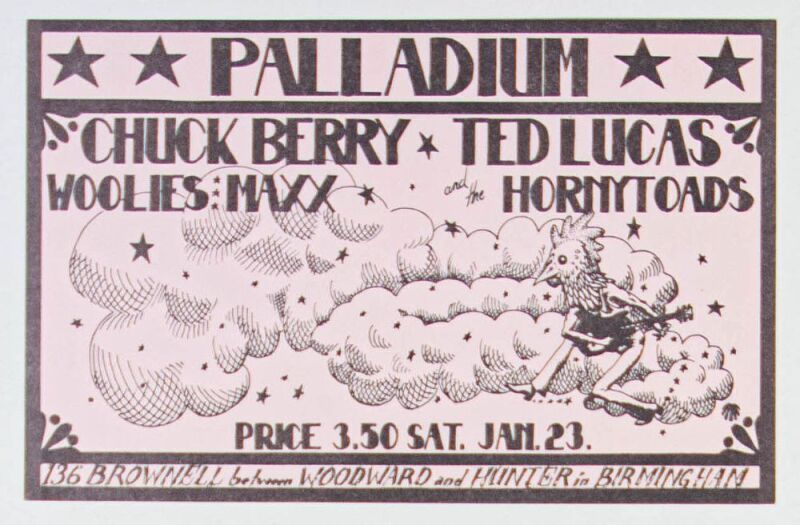 PALLADIUM
CHUCK BERRY ★ TED LUCAS
WOOLIES : MAXX and the HORNYTOADS
PRICE 3.50 SAT. JAN. 23.
136 BROWNELL between WOODWARD and HUNTER in BIRMINGHAM